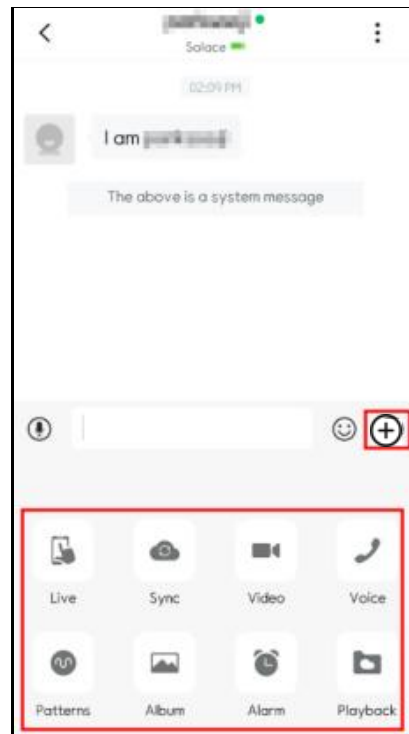 Solace
02:09 PM
I am
The above is a system message
Live Sync Video Voice
Patterns Album Alarm Playback